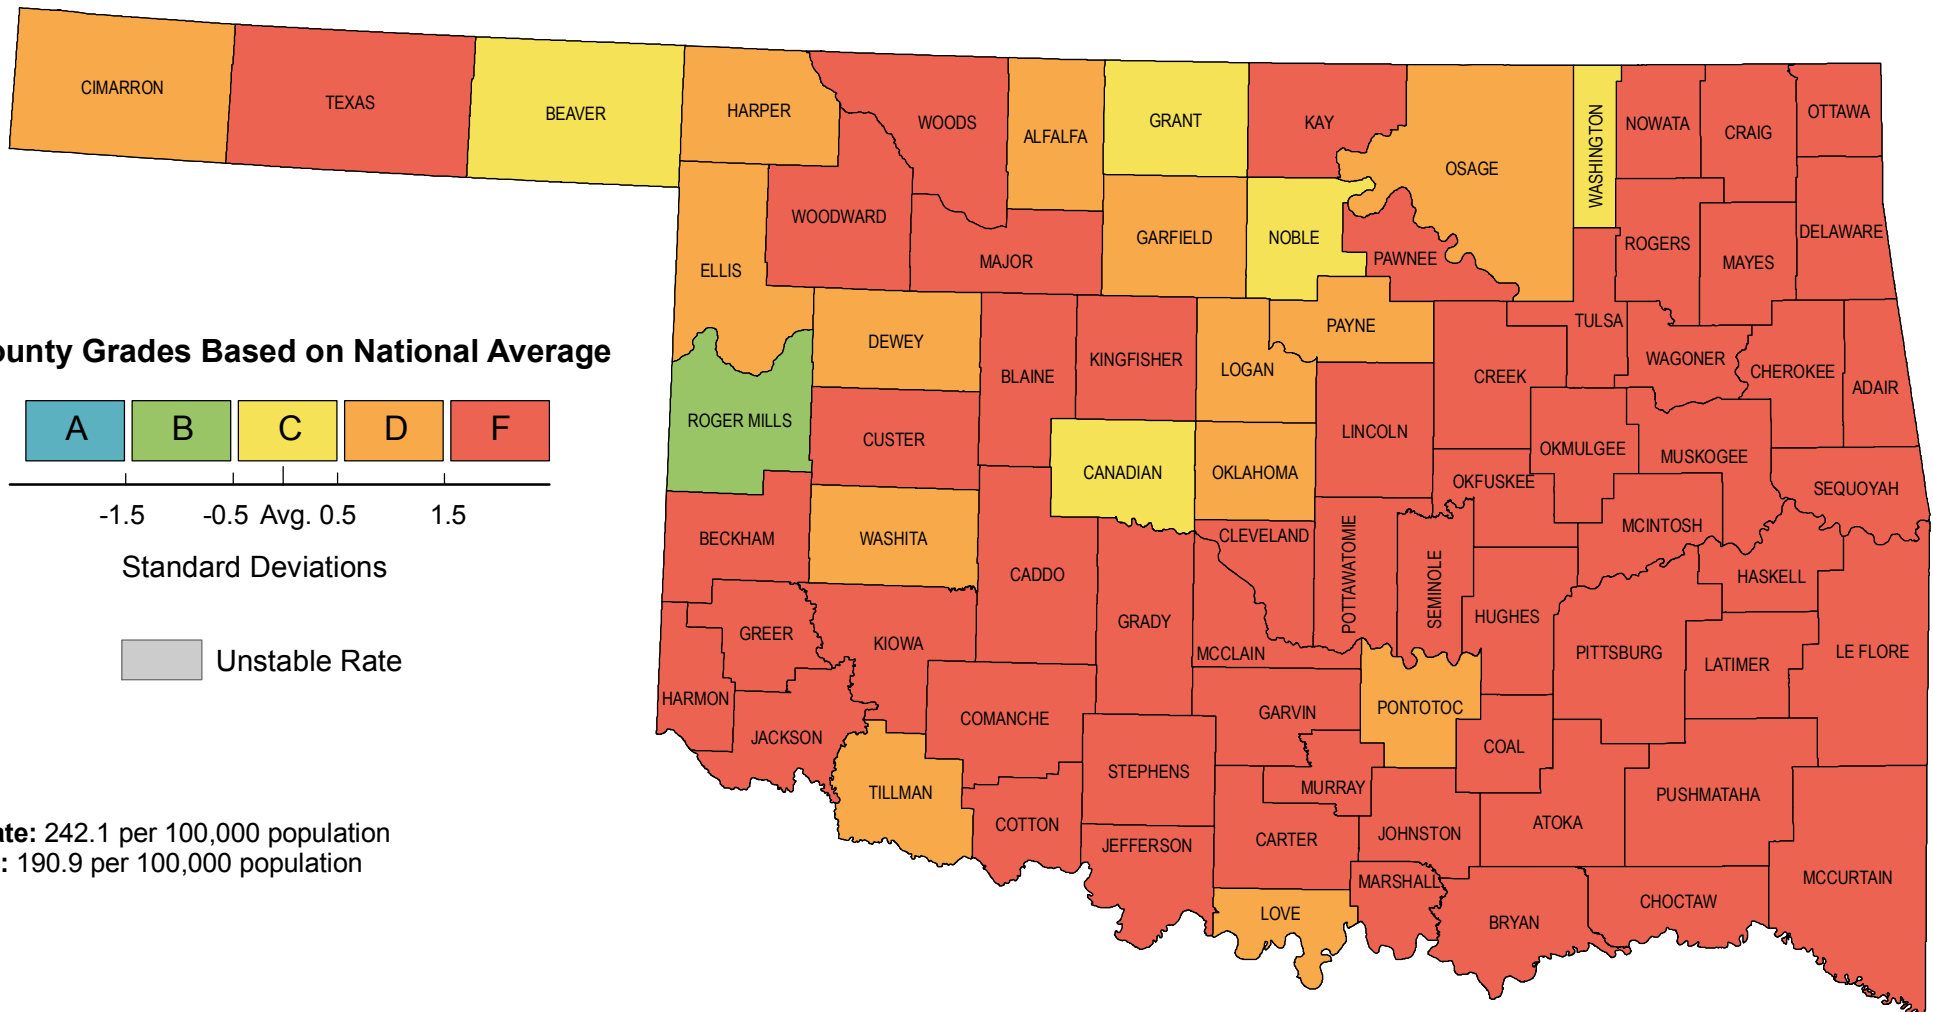 CIMARRON
TEXAS
BEAVER
HARPER
WOODS
ALFALFA
GRANT
KAY
OSAGE
WASHINGTON
NOWATA
CRAIG
OTTAWA
ELLIS
WOODWARD
MAJOR
GARFIELD
NOBLE
PAWNEE
ROGERS
MAYES
DELAWARE
DEWEY
BLAINE
KINGFISHER
LOGAN
PAYNE
CREEK
TULSA
WAGONER
CHEROKEE
ADAIR
ounty Grades Based on National Average
A B C D F
-1.5 -0.5 Avg. 0.5 1.5
Standard Deviations
Unstable Rate
ROGER MILLS
CUSTER
CANADIAN
OKLAHOMA
LINCOLN
OKMULGEE
MUSKOGEE
OKFUSKEE
SEQUOYAH
BECKHAM
WASHITA
CADDO
GRADY
CLEVELAND
POTTAWATOMIE
SEMINOLE
MCINTOSH
HASKELL
HUGHES
GREER
KIOWA
MCCLAIN
PITTSBURG
LATIMER
LE FLORE
HARMON
JACKSON
COMANCHE
GARVIN
PONTOTOC
COAL
TILLMAN
STEPHENS
MURRAY
PUSHMATAHA
COTTON
JEFFERSON
CARTER
JOHNSTON
ATOKA
MARSHALL
MCCURTAIN
LOVE
BRYAN
CHOCTAW
ate: 242.1 per 100,000 population
: 190.9 per 100,000 population